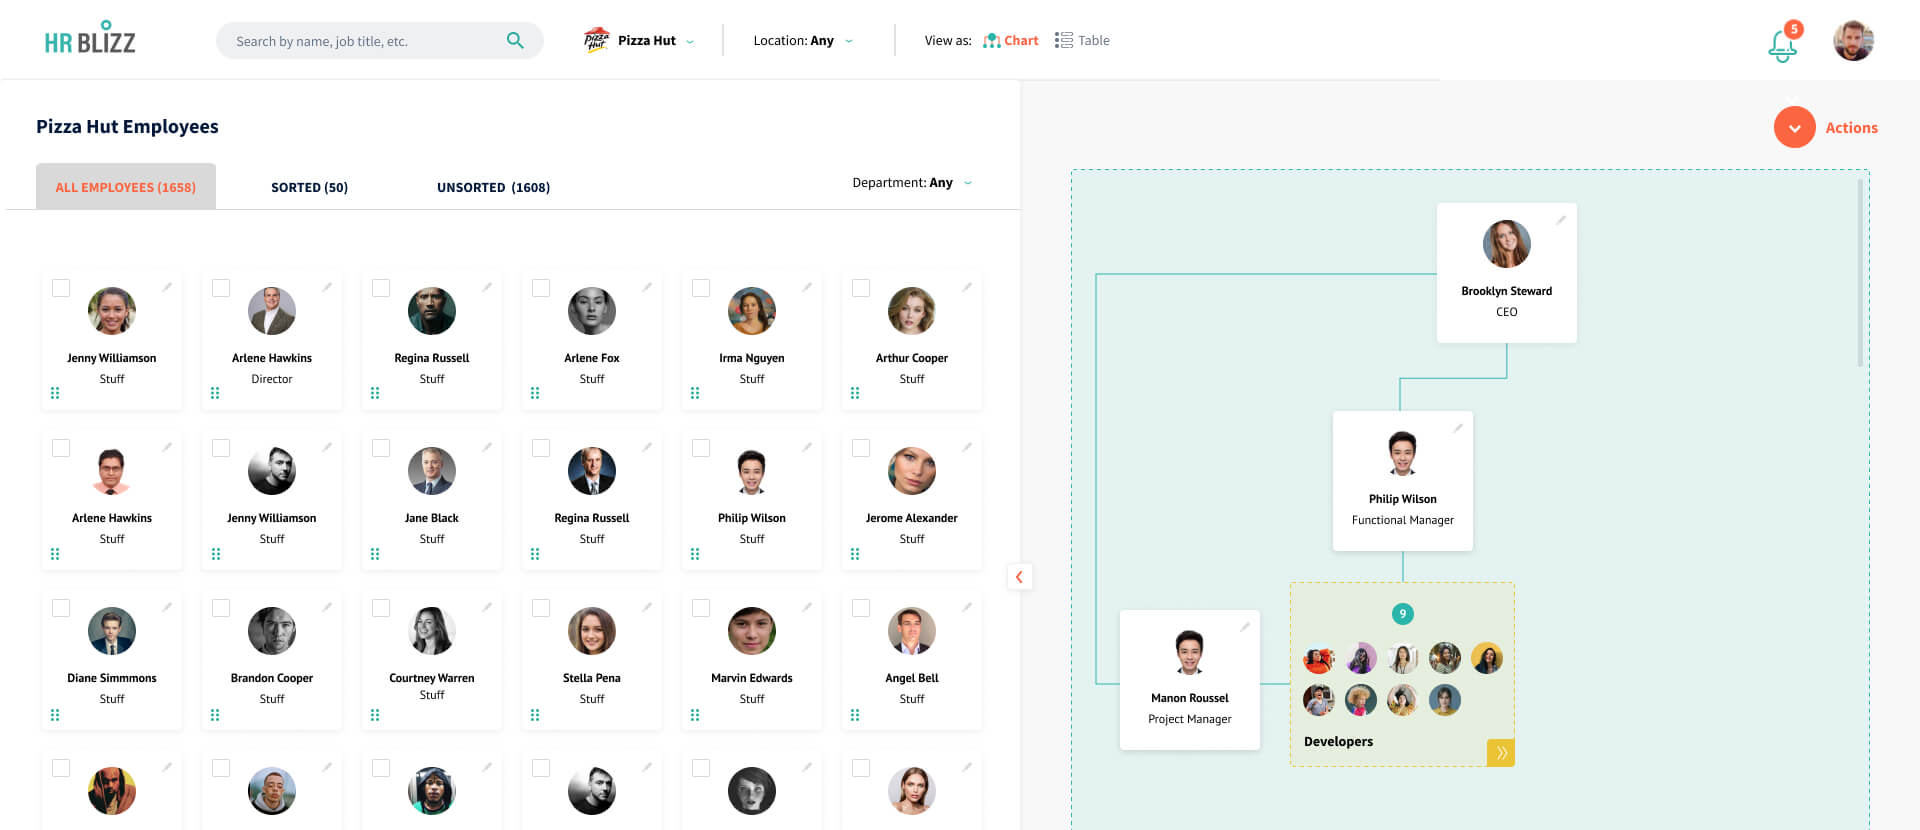 HR BLIZZ
Search by name, job title, etc.
Pizza Hut
Pizza Hut
Location: Any
View as:
Chart
Table
5
Pizza Hut Employees
Actions
ALL EMPLOYEES (1658)
SORTED (50)
UNSORTED (1608)
Department: Any
Jenny Williamson
Stuff
Arlene Hawkins
Director
Regina Russell
Stuff
Arlene Fox
Stuff
Irma Nguyen
Stuff
Arthur Cooper
Stuff
Arlene Hawkins
Stuff
Jenny Williamson
Stuff
Jane Black
Stuff
Regina Russell
Stuff
Philip Wilson
Stuff
Jerome Alexander
Stuff
Diane Simmmons
Stuff
Brandon Cooper
Stuff
Courtney Warren
Stuff
Stella Pena
Stuff
Marvin Edwards
Stuff
Angel Bell
Stuff
Brooklyn Steward
CEO
Philip Wilson
Functional Manager
Manon Roussel
Project Manager
9
Developers